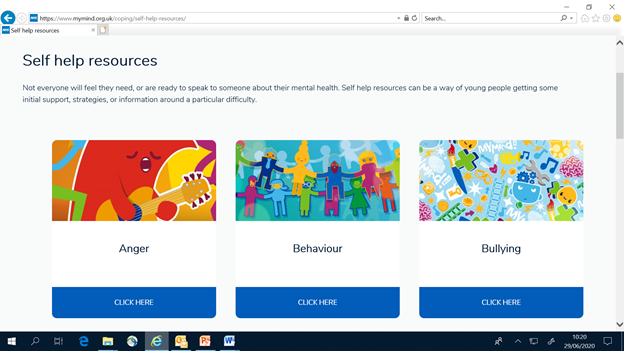 https://www.mymind.org.uk/coping/self-help-resources/
Search...
Self help resources
Self help resources
Not everyone will feel they need, or are ready to speak to someone about their mental health. Self help resources can be a way of young people getting some
initial support, strategies, or information around a particular difficulty.
MYMind
Anger
Behaviour
Bullying
CLICK HERE
CLICK HERE
CLICK HERE
10:20
29/06/2020